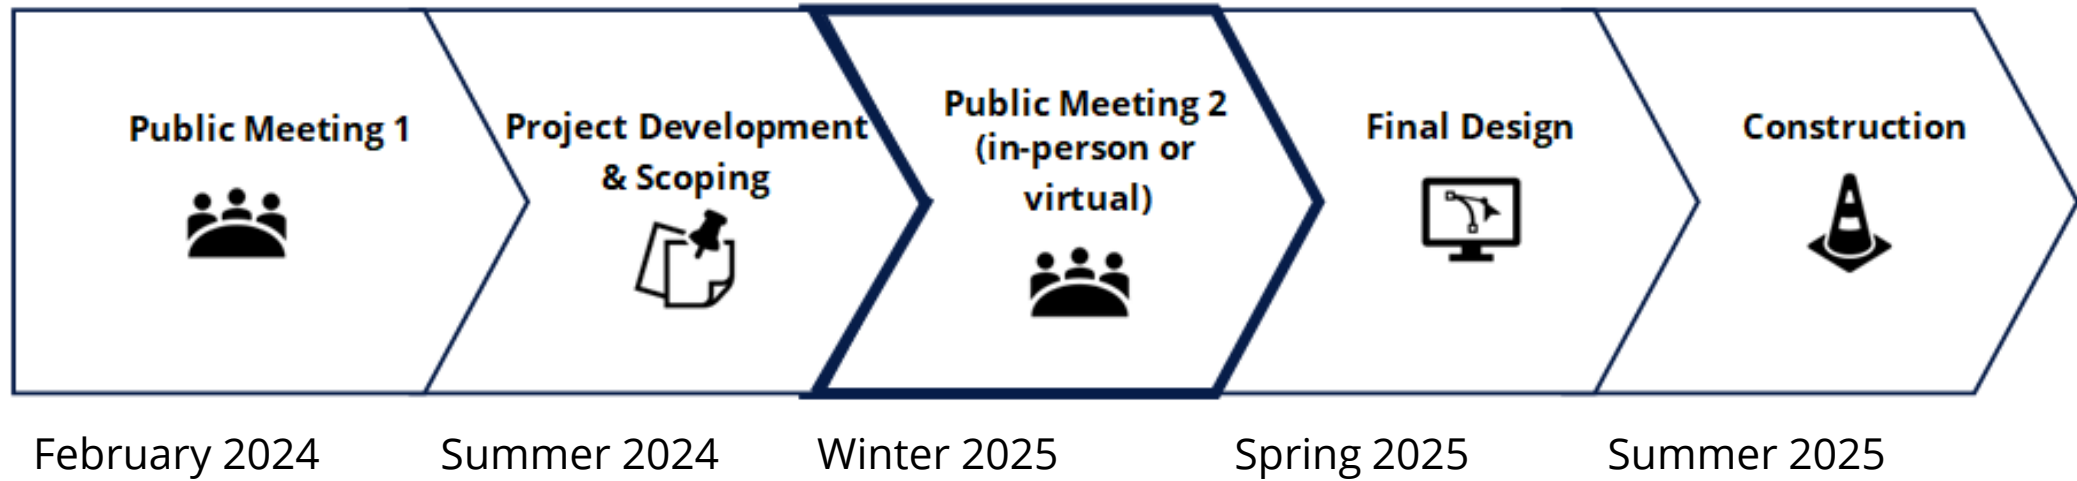 Public Meeting 1
Project Development
& Scoping
Public Meeting 2
(in-person or
virtual)
Final Design
Construction
February 2024
Summer 2024
Winter 2025
Spring 2025
Summer 2025